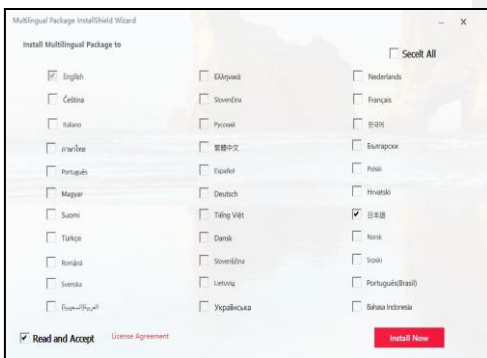 Multilingual Package InstallShield Wizard
Install Multilingual Package to
Secelt All
English
Ελληνικά
Nederlands
Čeština
Slovenčina
Français
Italiano
Русский
한국어
ภาษาไทย
繁體中文
Български
Português
Español
Polski
Magyar
Deutsch
Hrvatski
Suomi
Tiếng Việt
日本語
Türkçe
Dansk
Norsk
Română
Slovenščina
Srpski
Svenska
Lietuvių
Português(Brasil)
العربية(السعودية)
Українська
Bahasa Indonesia
Read and Accept
License Agreement
Install Now